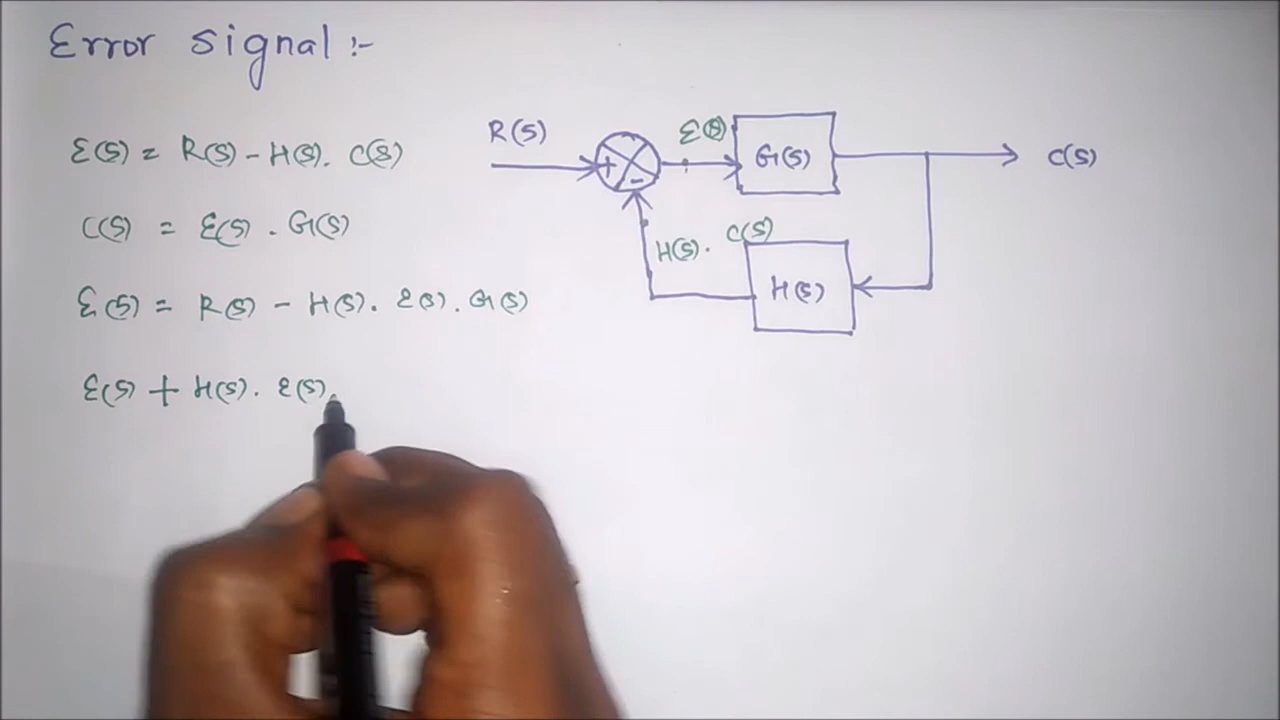 Error Signal :-
E(s) = R(s) - H(s). C(s)
C(s) = E(s) . G(s)
E(s) = R(s) - H(s). E(s). G(s)
E(s) + H(s). E(s).
R(s)
+
-
E(s)
G(s)
C(s)
H(s). C(s)
H(s)